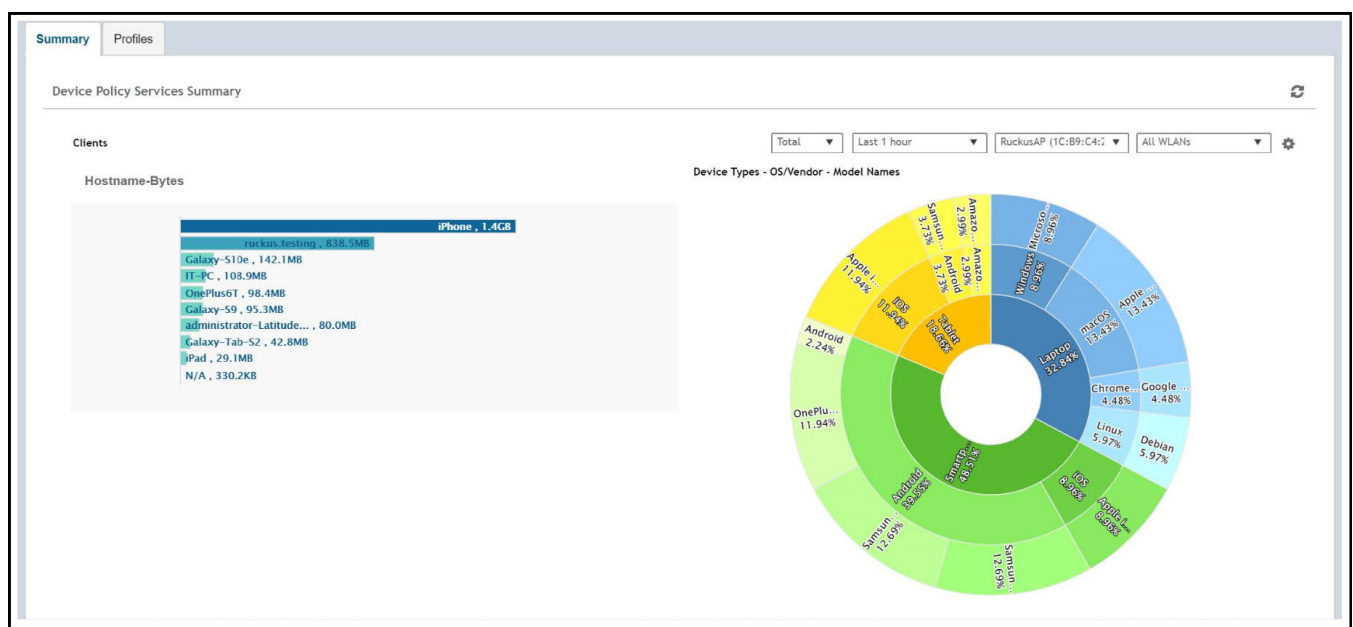 Summary
Profiles
Device Policy Services Summary
Clients
Total
Last 1 hour
RuckusAP (1C:B9:C4:2
All WLANs
Hostname-Bytes
iPhone , 1.4GB
ruckus.testing , 838.5MB
Galaxy-S10e , 142.1MB
IT-PC , 108.9MB
OnePlus6T , 98.4MB
Galaxy-S9 , 95.3MB
administrator-Latitude... , 80.0MB
Galaxy-Tab-S2 , 42.8MB
iPad , 29.1MB
N/A , 330.2KB
Device Types - OS/Vendor - Model Names
Laptop
32.84%
Windows
8.96%
Microso...
8.96%
macOS
13.43%
Apple ...
13.43%
Chrome...
4.48%
Google ...
4.48%
Linux
5.97%
Debian
5.97%
Smartp...
48.51%
iOS
8.96%
Apple i...
8.96%
Android
39.55%
Samsun...
12.69%
Samsun...
12.69%
OnePlu...
11.94%
Android
2.24%
Tablet
18.66%
iOS
11.94%
Apple i...
11.94%
Android
3.73%
Samsun...
3.73%
Amazo...
2.99%
Amazo...
2.99%